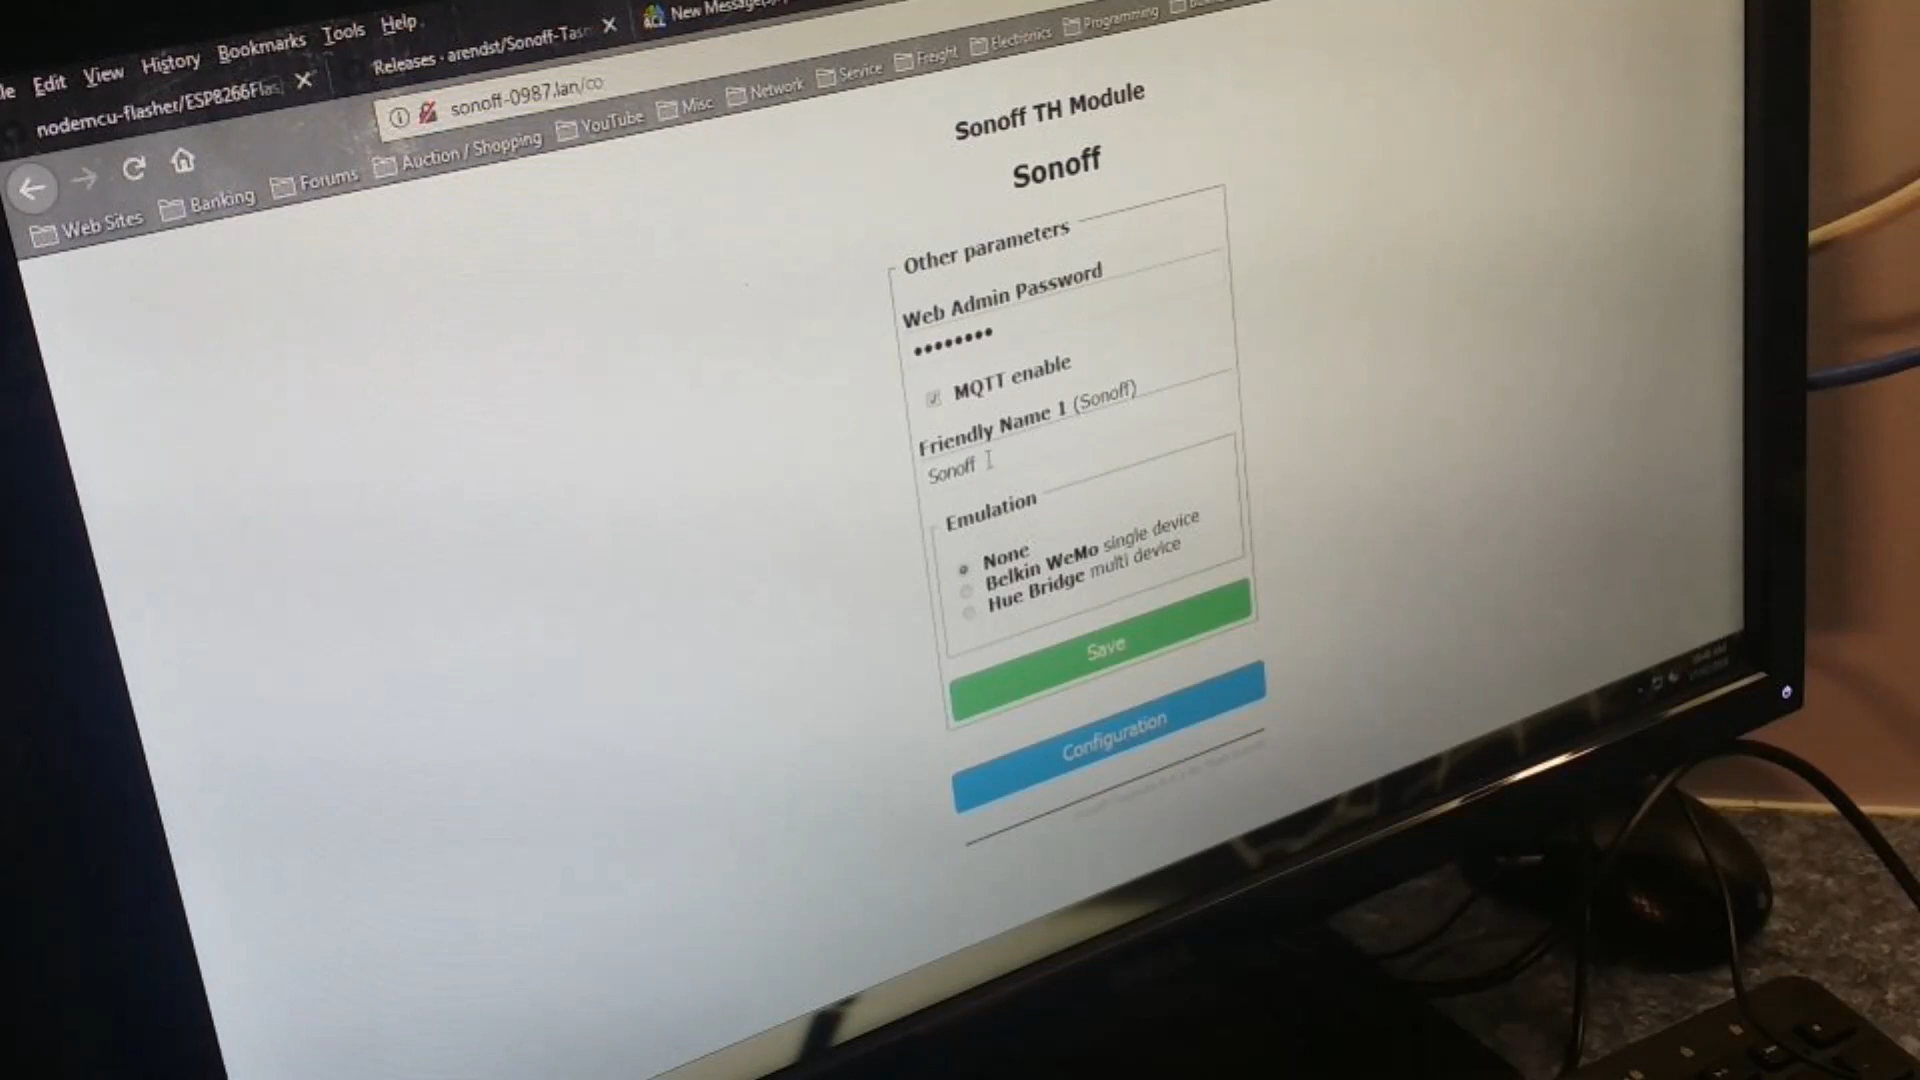 le Edit View History Bookmarks Tools Help
nodemcu-flasher/ESP8266Flas
Releases · arendst/Sonoff-Tasm
New Message(s)
sonoff-0987.lan/co
Web Sites Banking Forums Auction / Shopping YouTube Misc Network Service Freight Electronics Programming
Sonoff TH Module
Sonoff
Other parameters
Web Admin Password
••••••••
MQTT enable
Friendly Name 1 (Sonoff)
Sonoff
Emulation
None
Belkin WeMo single device
Hue Bridge multi device
Save
Configuration